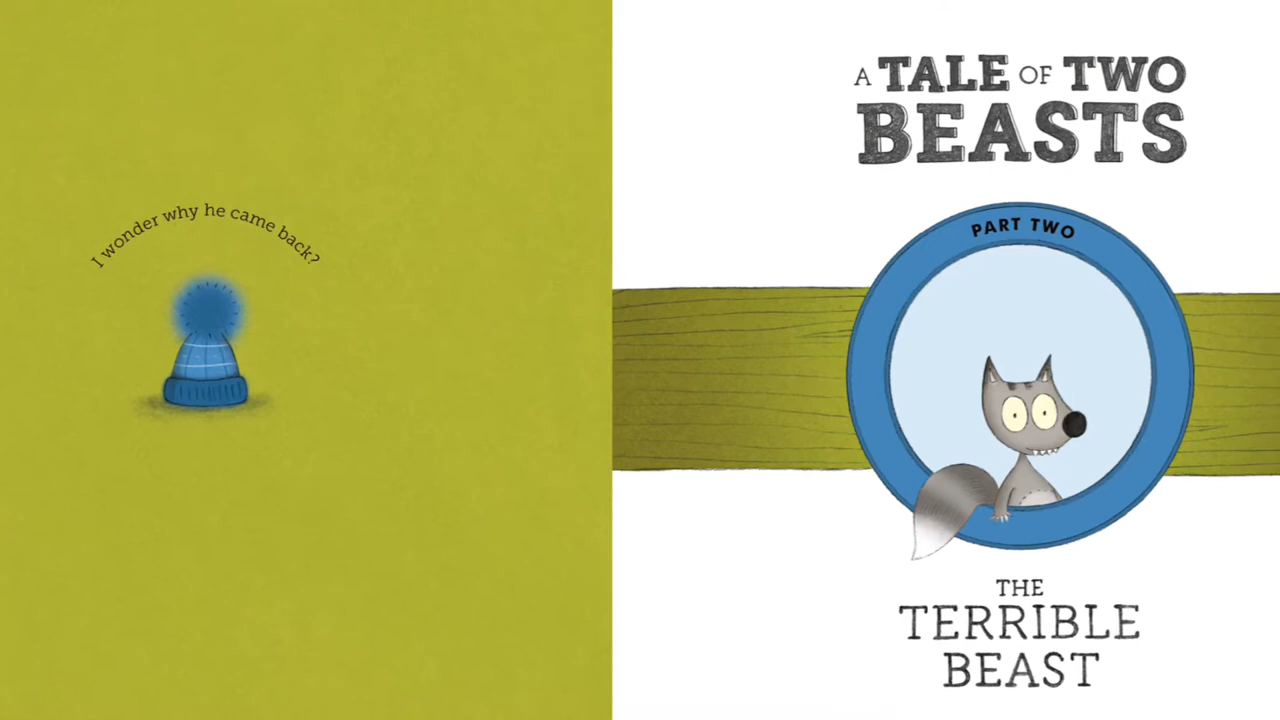 I wonder why he came back?
A TALE OF TWO
BEASTS
PART TWO
THE
TERRIBLE
BEAST